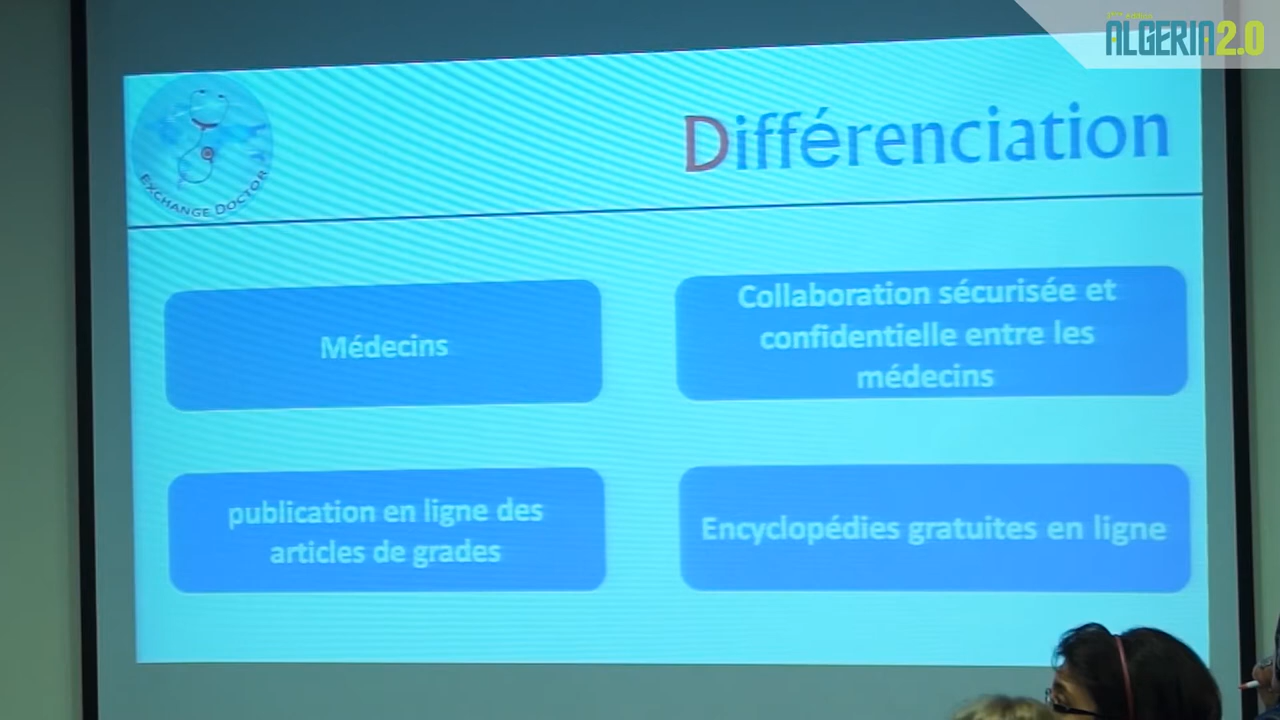 ALGERIA2.0
EXCHANGE DOCTOR
Différenciation
Médecins
Collaboration sécurisée et
confidentielle entre les
médecins
publication en ligne des
articles de grades
Encyclopédies gratuites en ligne